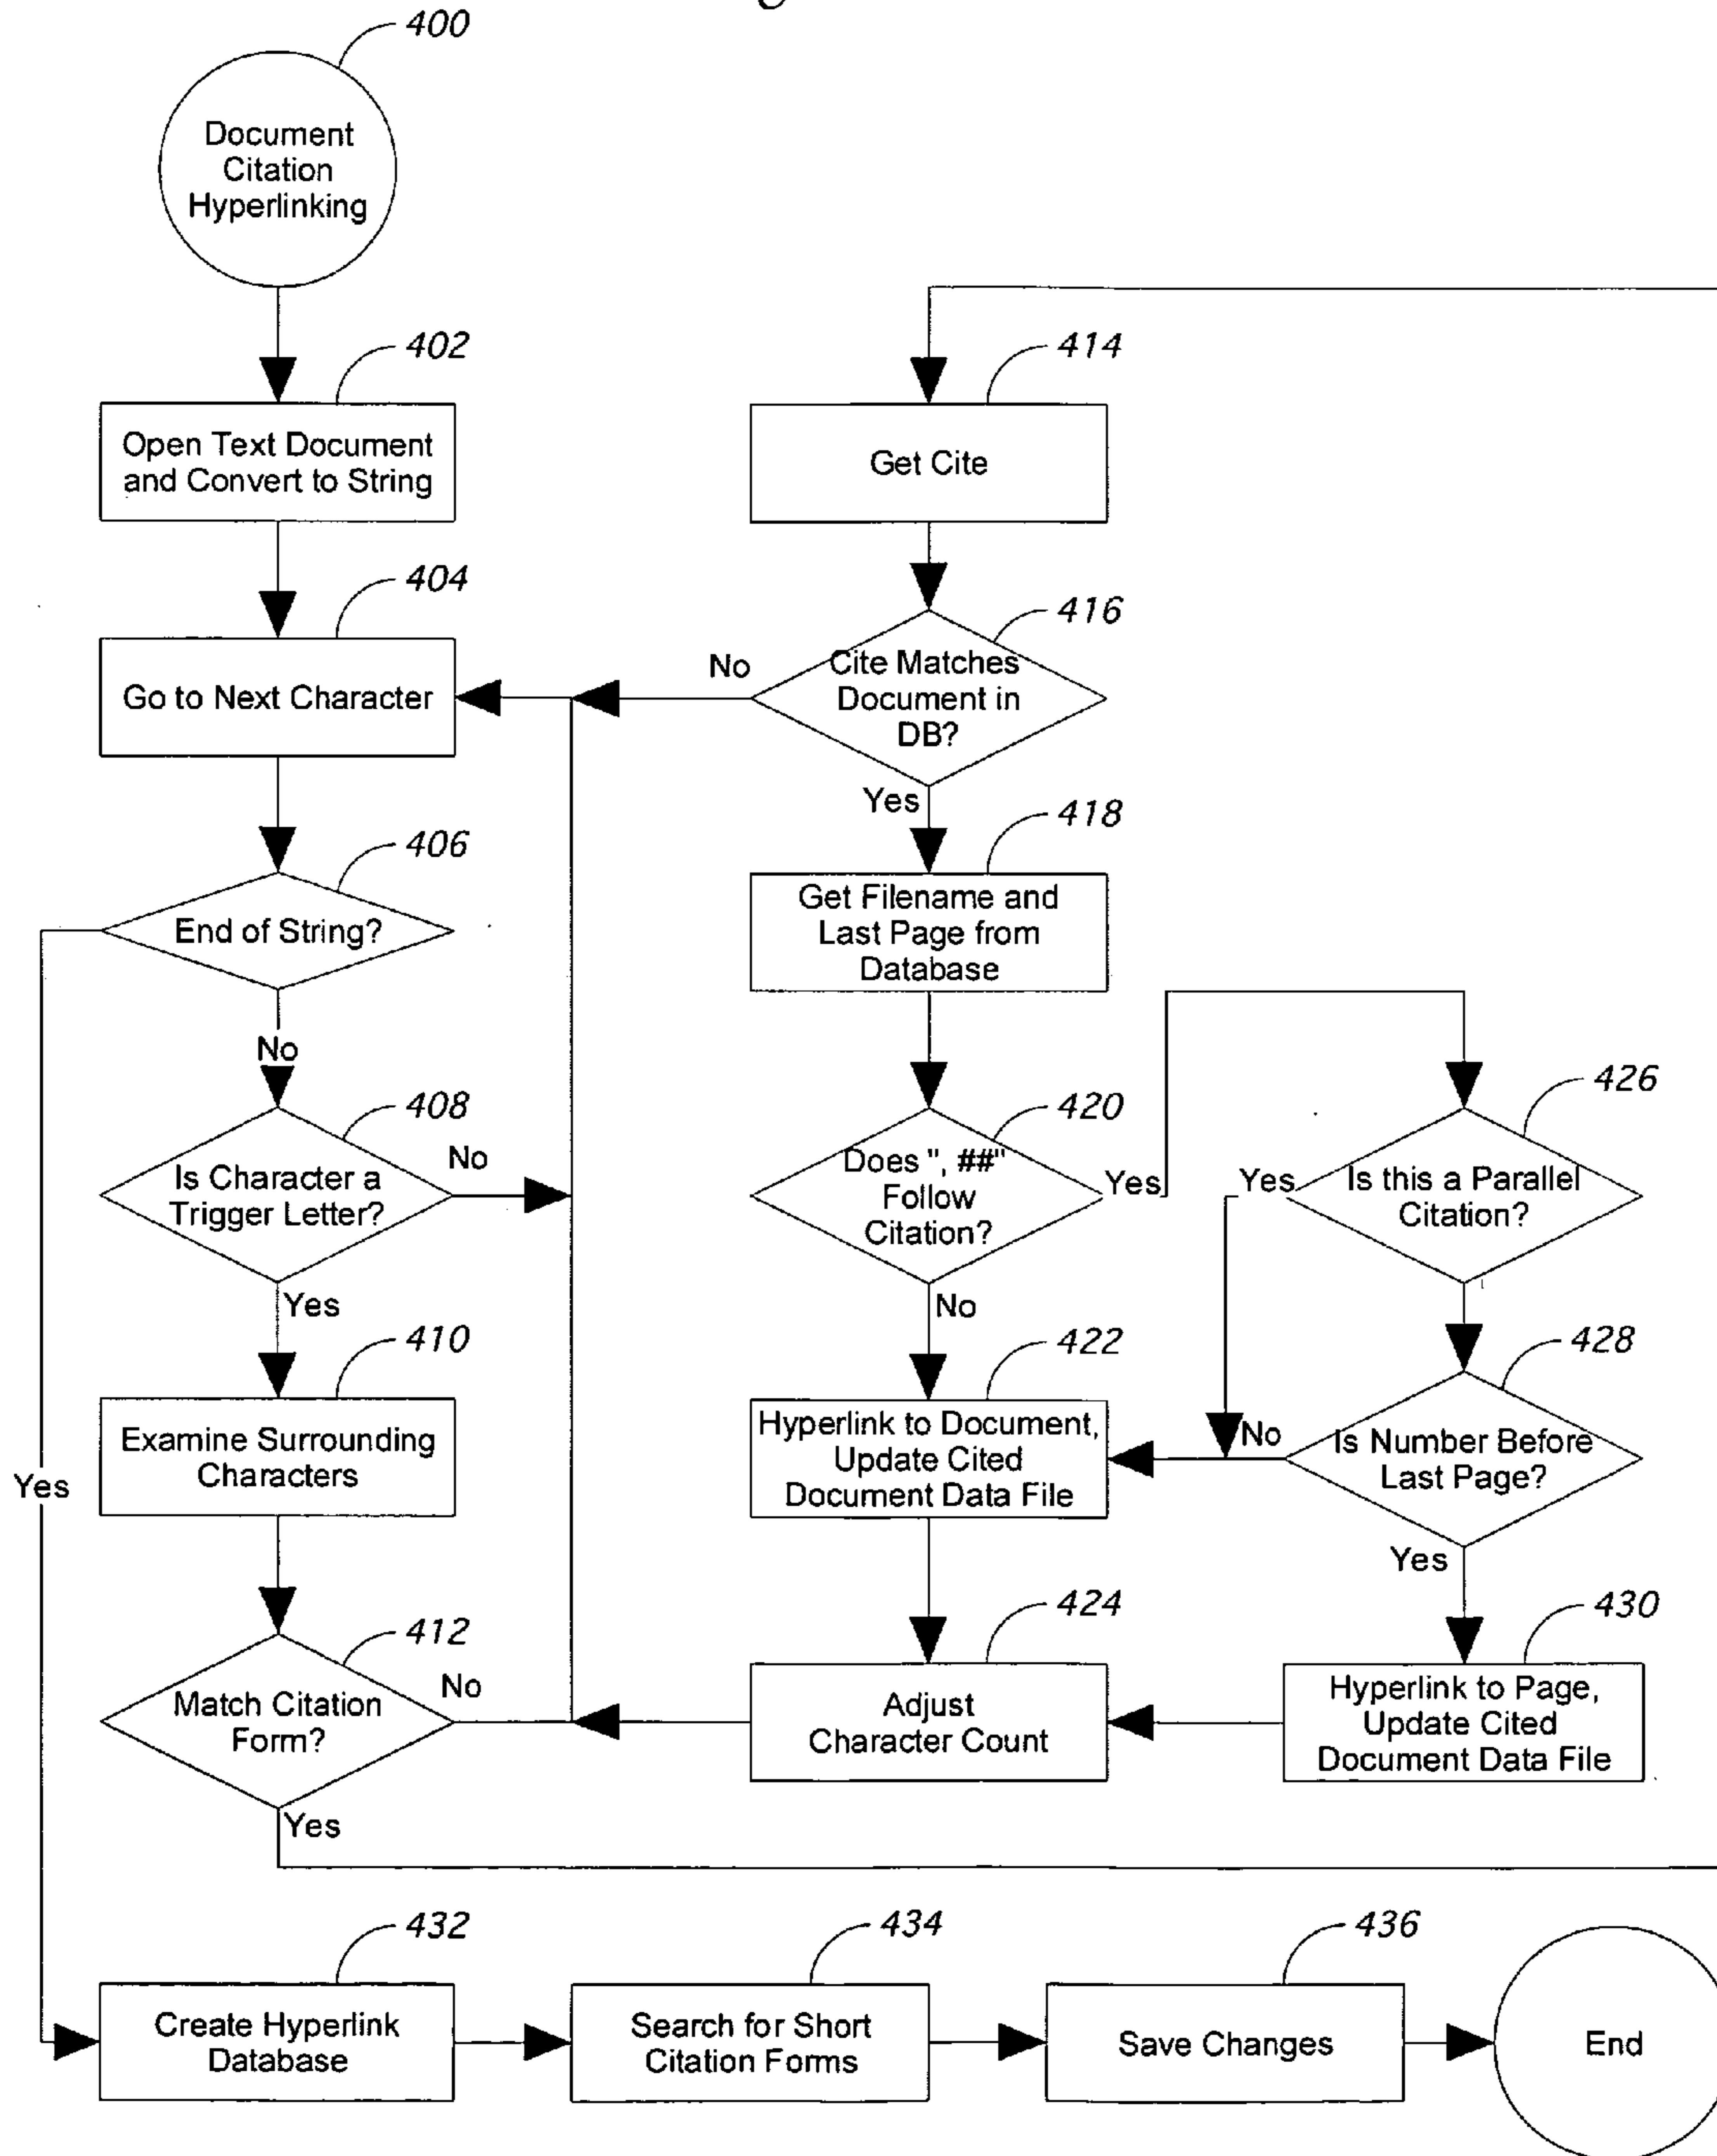 400
Document
Citation
Hyperlinking
402
Open Text Document
and Convert to String
404
Go to Next Character
406
End of String?
Yes
No
408
Is Character a
Trigger Letter?
No
Yes
410
Examine Surrounding
Characters
412
Match Citation
Form?
No
Yes
414
Get Cite
416
Cite Matches
Document in
DB?
No
Yes
418
Get Filename and
Last Page from
Database
420
Does ", ##"
Follow
Citation?
Yes
No
422
Hyperlink to Document,
Update Cited
Document Data File
424
Adjust
Character Count
426
Is this a Parallel
Citation?
Yes
428
Is Number Before
Last Page?
No
Yes
430
Hyperlink to Page,
Update Cited
Document Data File
432
Create Hyperlink
Database
434
Search for Short
Citation Forms
436
Save Changes
End